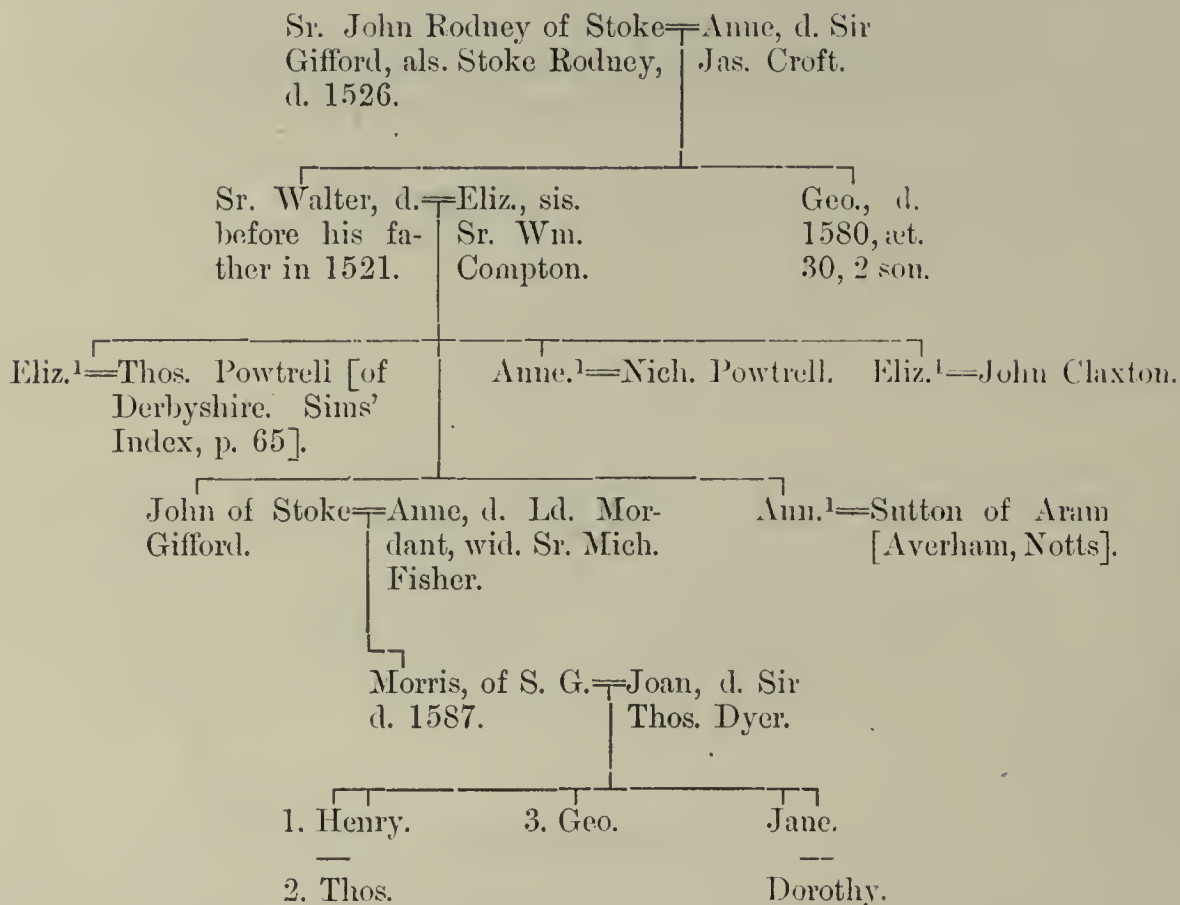 Sr. John Rodney of Stoke=Anne, d. Sir
Gifford, als. Stoke Rodney, Jas. Croft.
d. 1526.
Sr. Walter, d.=Eliz., sis. Geo., d.
before his fa- Sr. Wm. 1580, æt.
ther in 1521. Compton. 30, 2 son.
Eliz.¹=Thos. Powtrell [of Anne.¹=Nich. Powtrell. Eliz.¹=John Claxton.
Derbyshire. Sims'
Index, p. 65].
John of Stoke=Anne, d. Ld. Mor- Ann.¹=Sutton of Aram
Gifford. dant, wid. Sr. Mich. [Averham, Notts].
Fisher.
Morris, of S. G.=Joan, d. Sir
d. 1587. Thos. Dyer.
1. Henry. 3. Geo. Jane.
2. Thos. Dorothy.